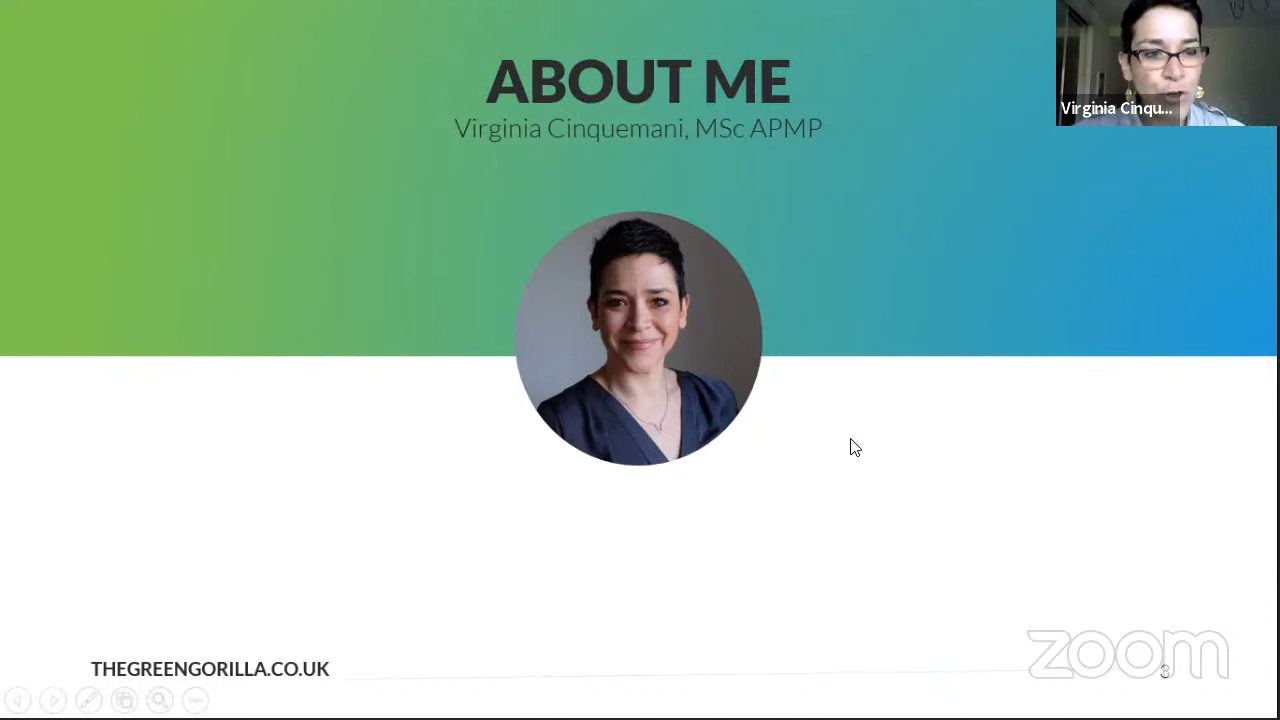 ABOUT ME
Virginia Cinquemani, MSc APMP
Virginia Cinqu...
THEGREENGORILLA.CO.UK
zoom
3